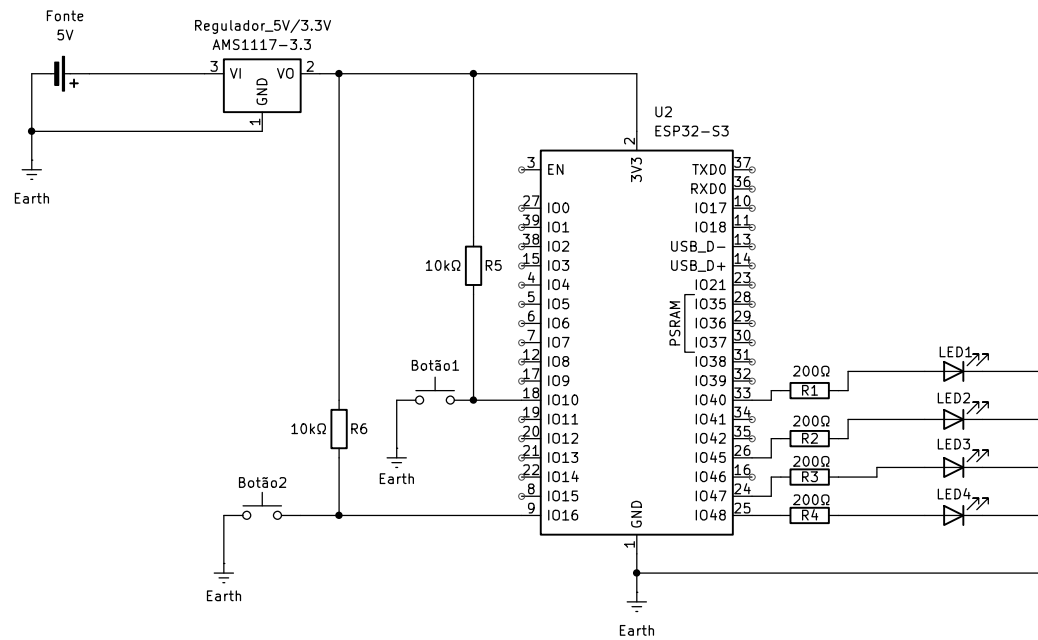 Fonte
5V
Regulador_5V/3.3V
AMS1117-3.3
3 VI VO 2
GND
1
+
Earth
U2
ESP32-S3
2
3V3
3 EN
27 IO0
39 IO1
38 IO2
15 IO3
4 IO4
5 IO5
6 IO6
7 IO7
12 IO8
17 IO9
18 IO10
19 IO11
20 IO12
21 IO13
22 IO14
8 IO15
9 IO16
TXD0 37
RXD0 36
IO17 10
IO18 11
USB_D- 13
USB_D+ 14
IO21 23
PSRAM
IO35 28
IO36 29
IO37 30
IO38 31
IO39 32
IO40 33
IO41 34
IO42 35
IO45 26
IO46 16
IO47 24
IO48 25
GND
1
Earth
10kΩ R5
Botão1
Earth
10kΩ R6
Botão2
Earth
200Ω
R1
LED1
200Ω
R2
LED2
200Ω
R3
LED3
200Ω
R4
LED4